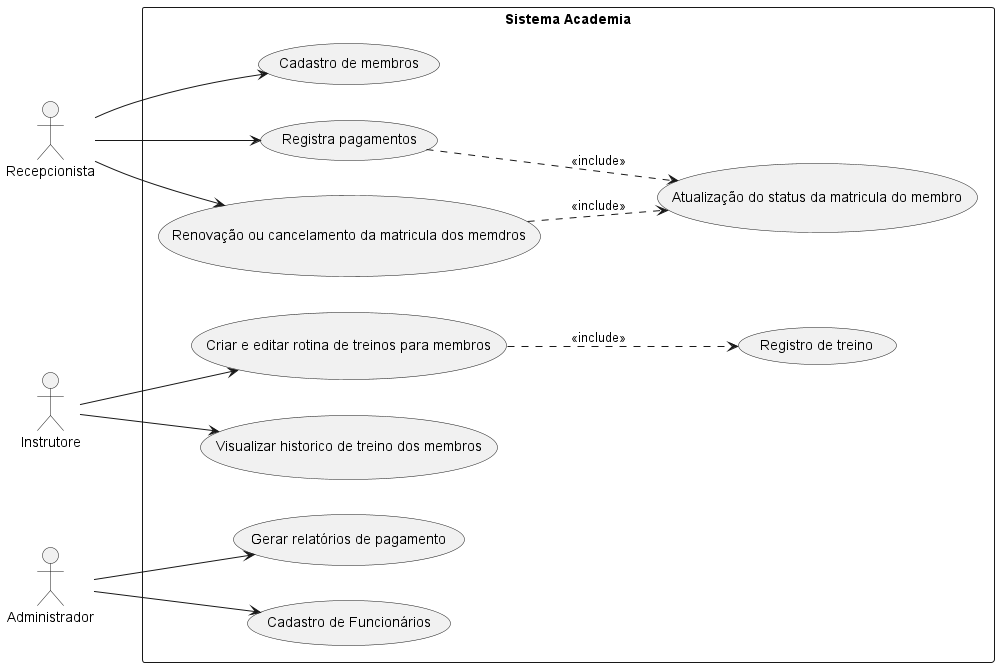 Sistema Academia
Cadastro de membros
Registra pagamentos
Recepcionista
«include»
Atualização do status da matricula do membro
«include»
Renovação ou cancelamento da matricula dos memdros
Criar e editar rotina de treinos para membros
«include»
Registro de treino
Instrutore
Visualizar historico de treino dos membros
Gerar relatórios de pagamento
Administrador
Cadastro de Funcionários